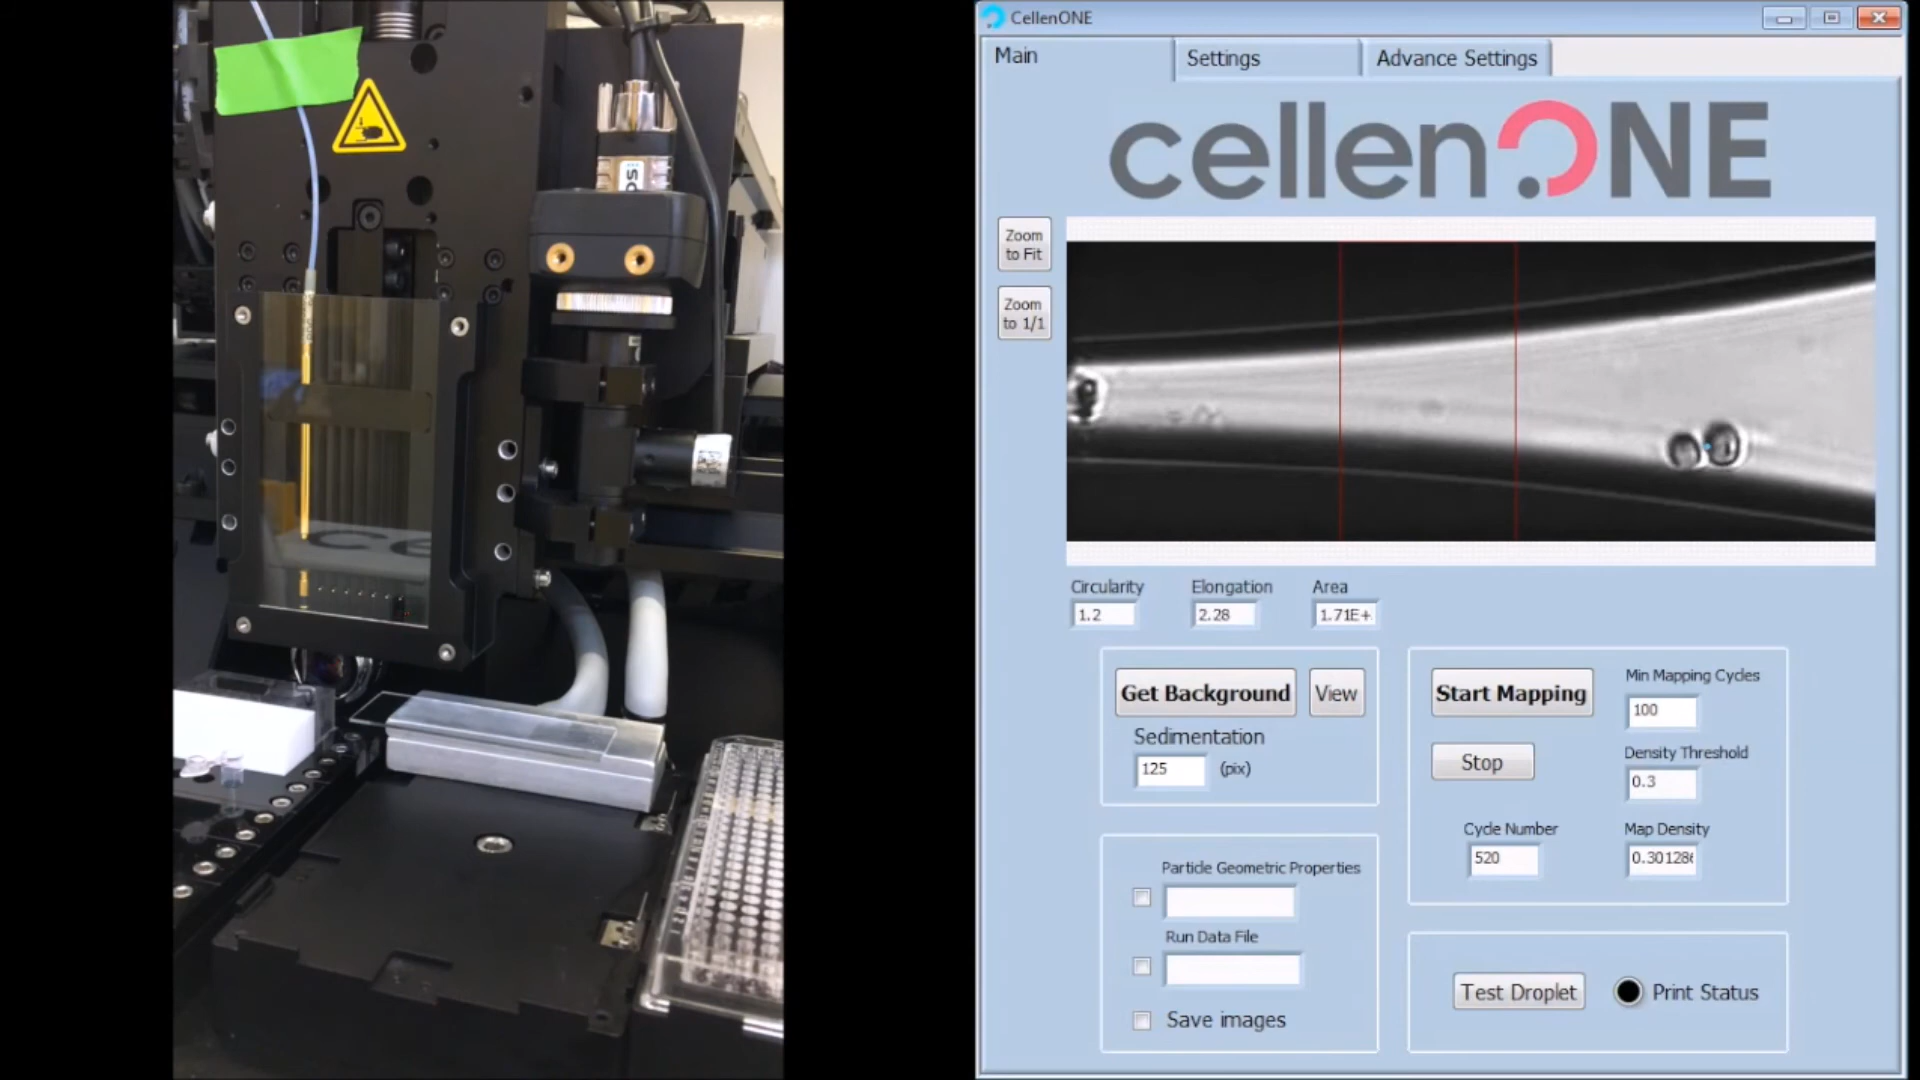 CellenONE
Main
Settings
Advance Settings
cellenONE
Zoom
to Fit
Zoom
to 1/1
Circularity
Elongation
Area
1.2
2.28
1.71E+
Get Background
View
Start Mapping
Min Mapping Cycles
100
Sedimentation
125
(pix)
Stop
Density Threshold
0.3
Cycle Number
520
Map Density
Particle Geometric Properties
Run Data File
Save images
Test Droplet
Print Status
ce